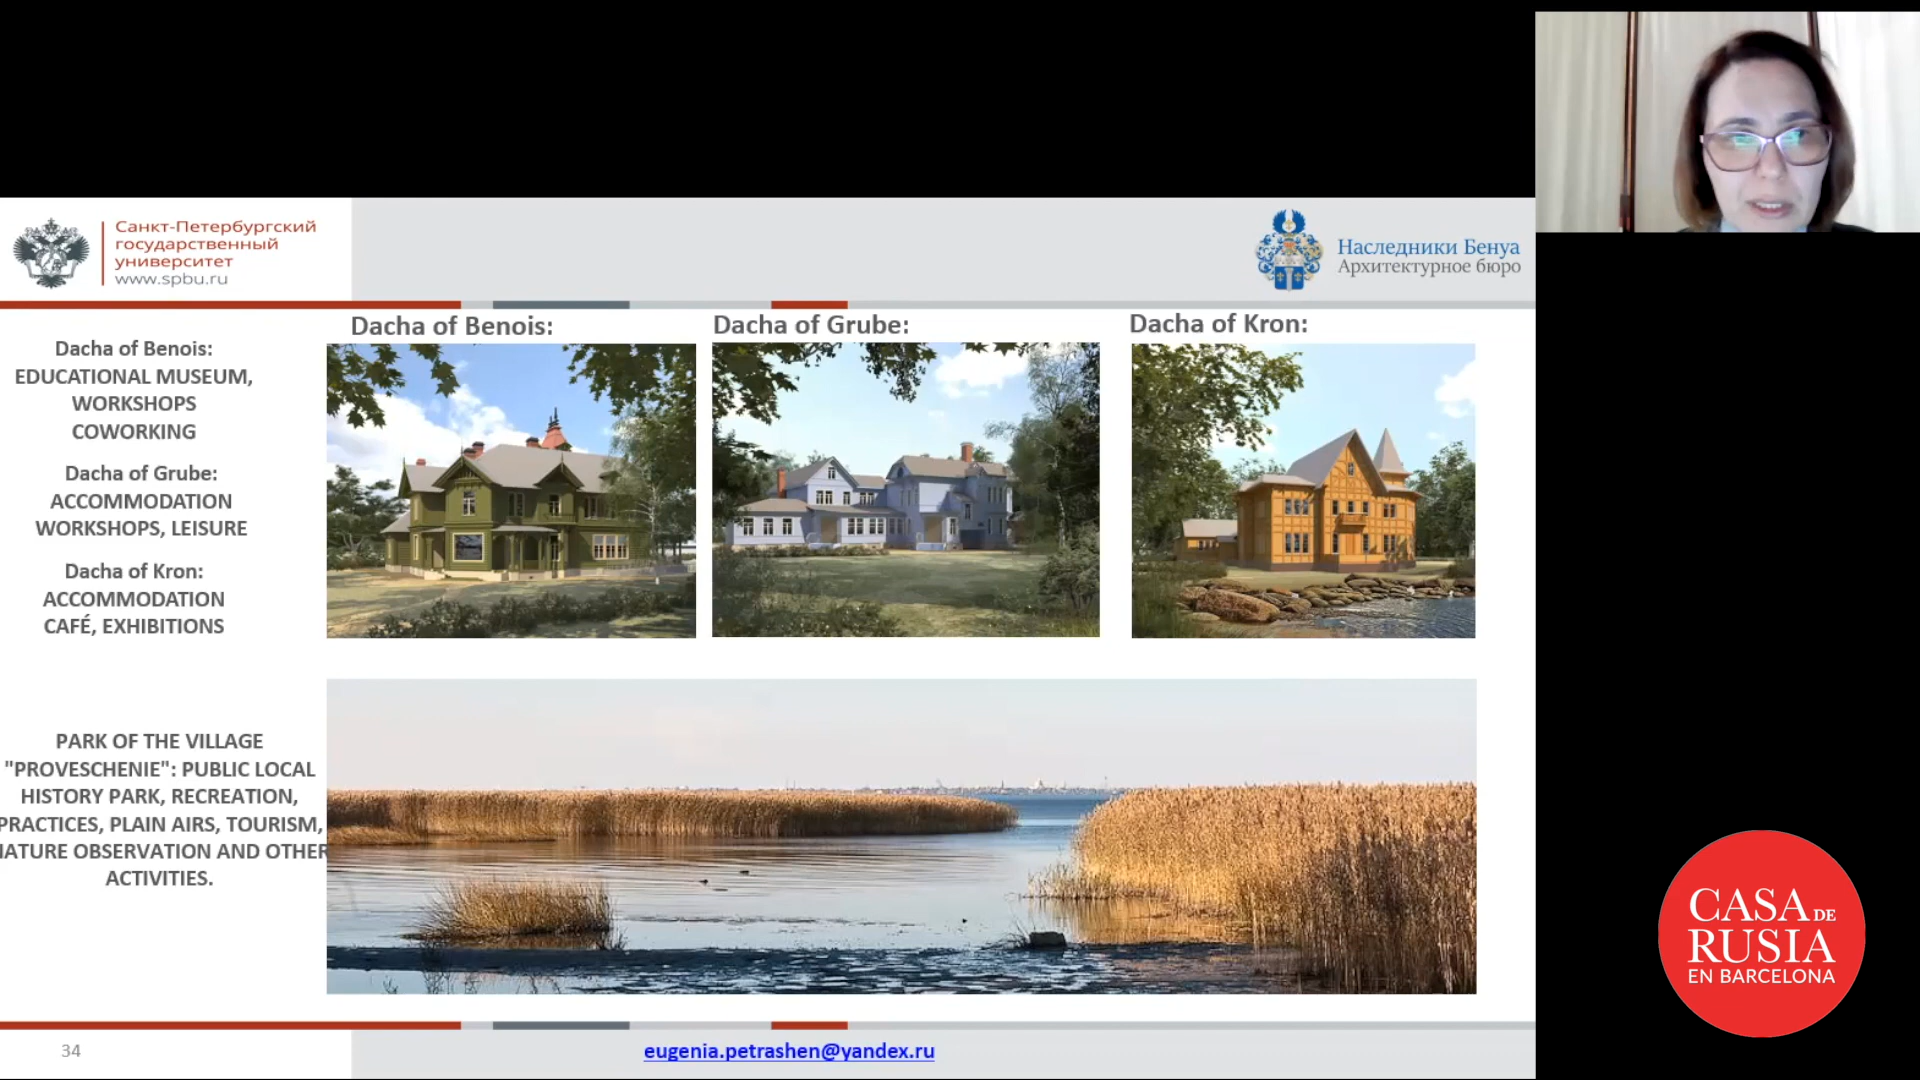 Санкт-Петербургский
государственный
университет
www.spbu.ru
Наследники Бенуа
Архитектурное бюро
Dacha of Benois:
EDUCATIONAL MUSEUM,
WORKSHOPS
COWORKING
Dacha of Grube:
ACCOMMODATION
WORKSHOPS, LEISURE
Dacha of Kron:
ACCOMMODATION
CAFÉ, EXHIBITIONS
Dacha of Benois:
Dacha of Grube:
Dacha of Kron:
PARK OF THE VILLAGE
"PROVESCHENIE": PUBLIC LOCAL
HISTORY PARK, RECREATION,
PRACTICES, PLAIN AIRS, TOURISM,
NATURE OBSERVATION AND OTHER
ACTIVITIES.
34
eugenia.petrashen@yandex.ru
CASA DE
RUSIA
EN BARCELONA